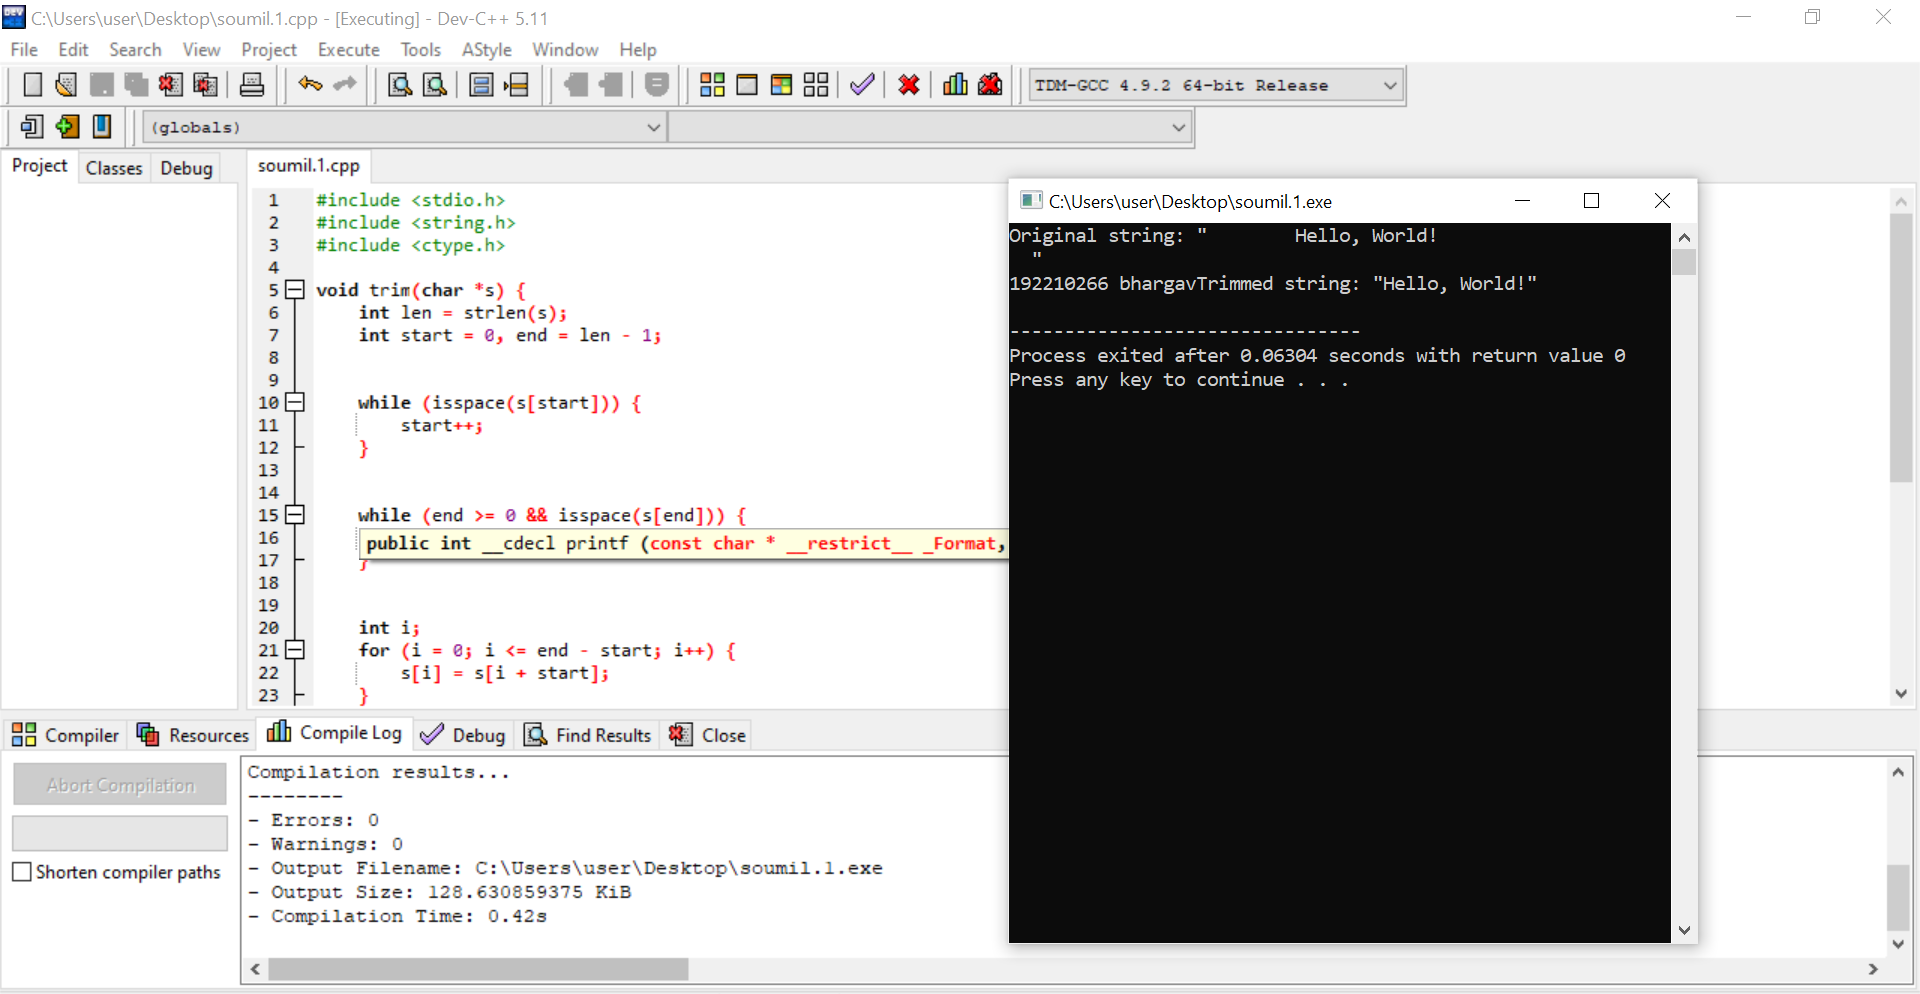 C:\Users\user\Desktop\soumil.1.cpp - [Executing] - Dev-C++ 5.11
File Edit Search View Project Execute Tools AStyle Window Help
TDM-GCC 4.9.2 64-bit Release
(globals)
Project Classes Debug
soumil.1.cpp
1 #include <stdio.h>
2 #include <string.h>
3 #include <ctype.h>
4
5 void trim(char *s) {
6 int len = strlen(s);
7 int start = 0, end = len - 1;
8
9
10 while (isspace(s[start])) {
11 start++;
12 }
13
14
15 while (end >= 0 && isspace(s[end])) {
16
public int __cdecl printf (const char * __restrict__ _Format,
17 }
18
19
20 int i;
21 for (i = 0; i <= end - start; i++) {
22 s[i] = s[i + start];
23 }
C:\Users\user\Desktop\soumil.1.exe
Original string: "        Hello, World!
  "
192210266 bhargavTrimmed string: "Hello, World!"
--------------------------------
Process exited after 0.06304 seconds with return value 0
Press any key to continue . . .
Compiler Resources Compile Log Debug Find Results Close
Abort Compilation
Shorten compiler paths
Compilation results...
--------
- Errors: 0
- Warnings: 0
- Output Filename: C:\Users\user\Desktop\soumil.1.exe
- Output Size: 128.630859375 KiB
- Compilation Time: 0.42s